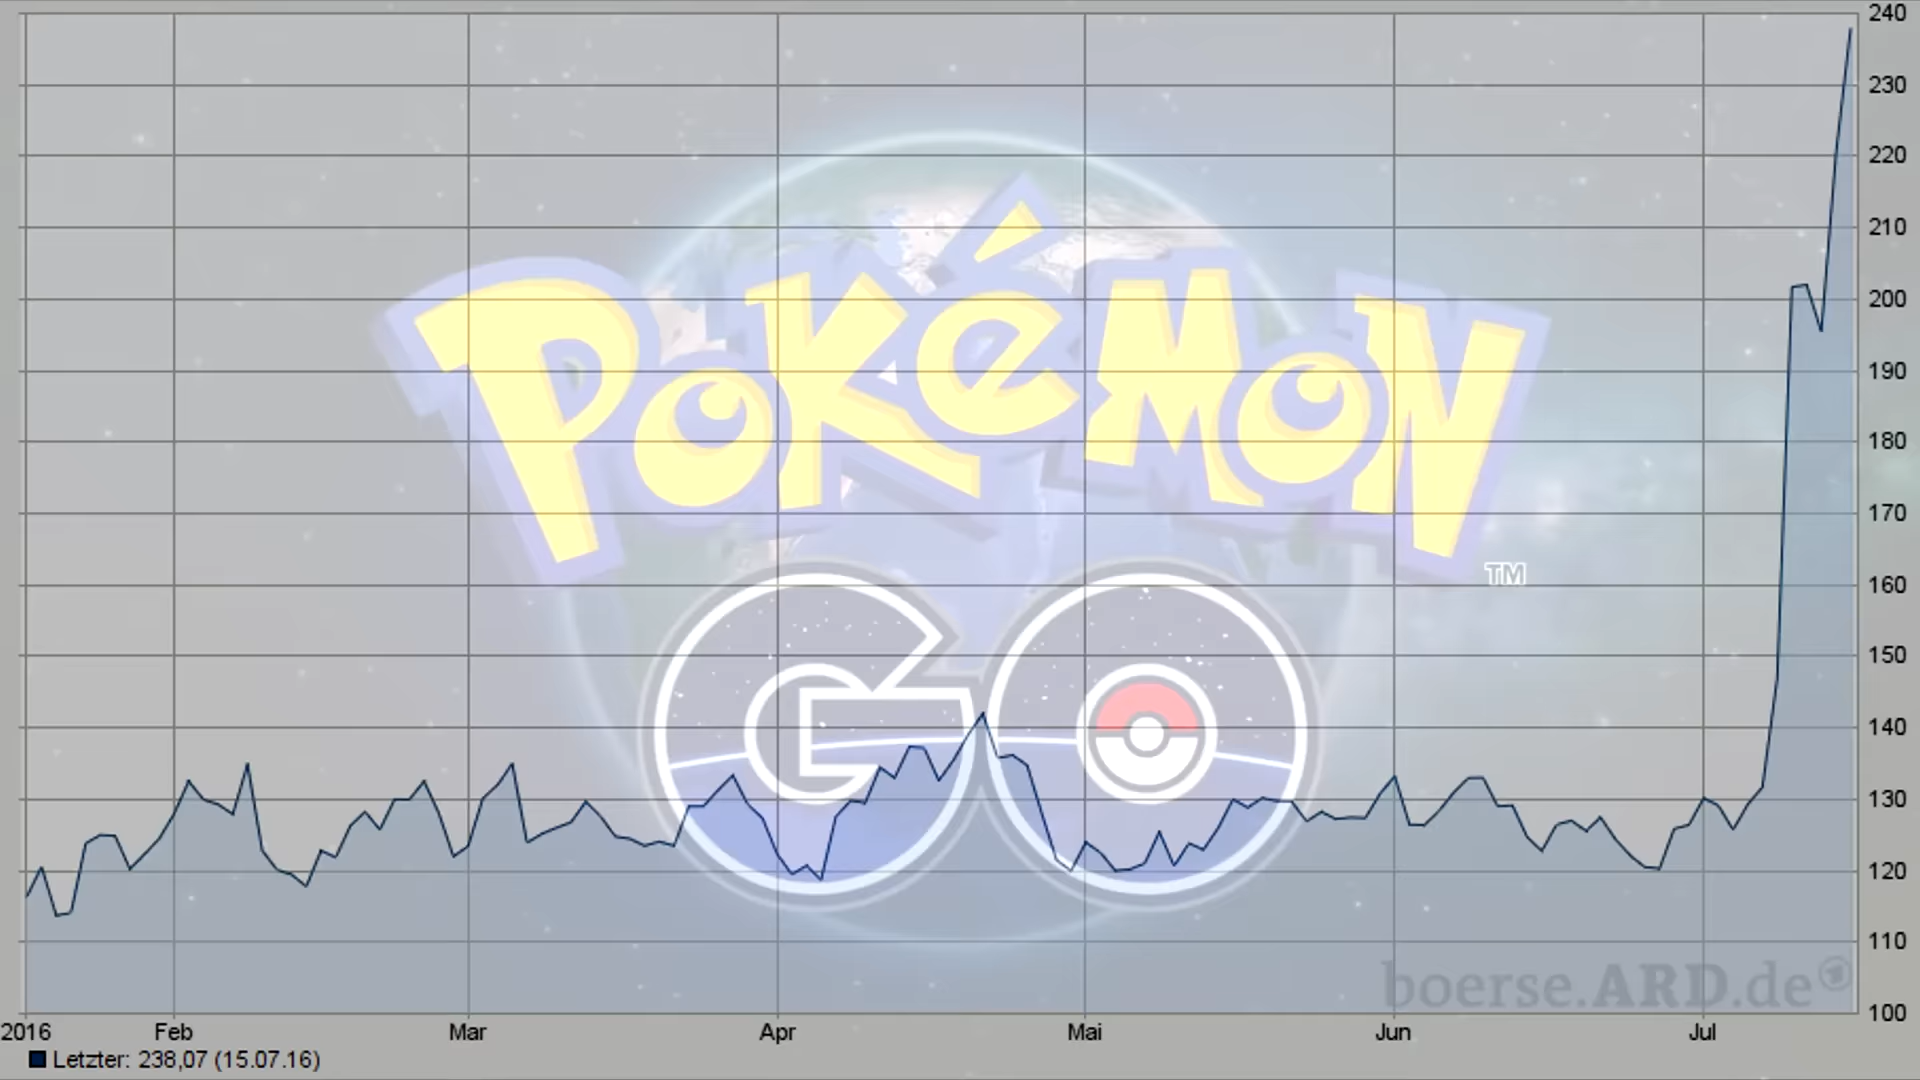 240
230
220
210
200
190
180
170
160
150
140
130
120
110
100
POKéMON
TM
GO
boerse.ARD.de
2016 Feb Mar Apr Mai Jun Jul
Letzter: 238,07 (15.07.16)